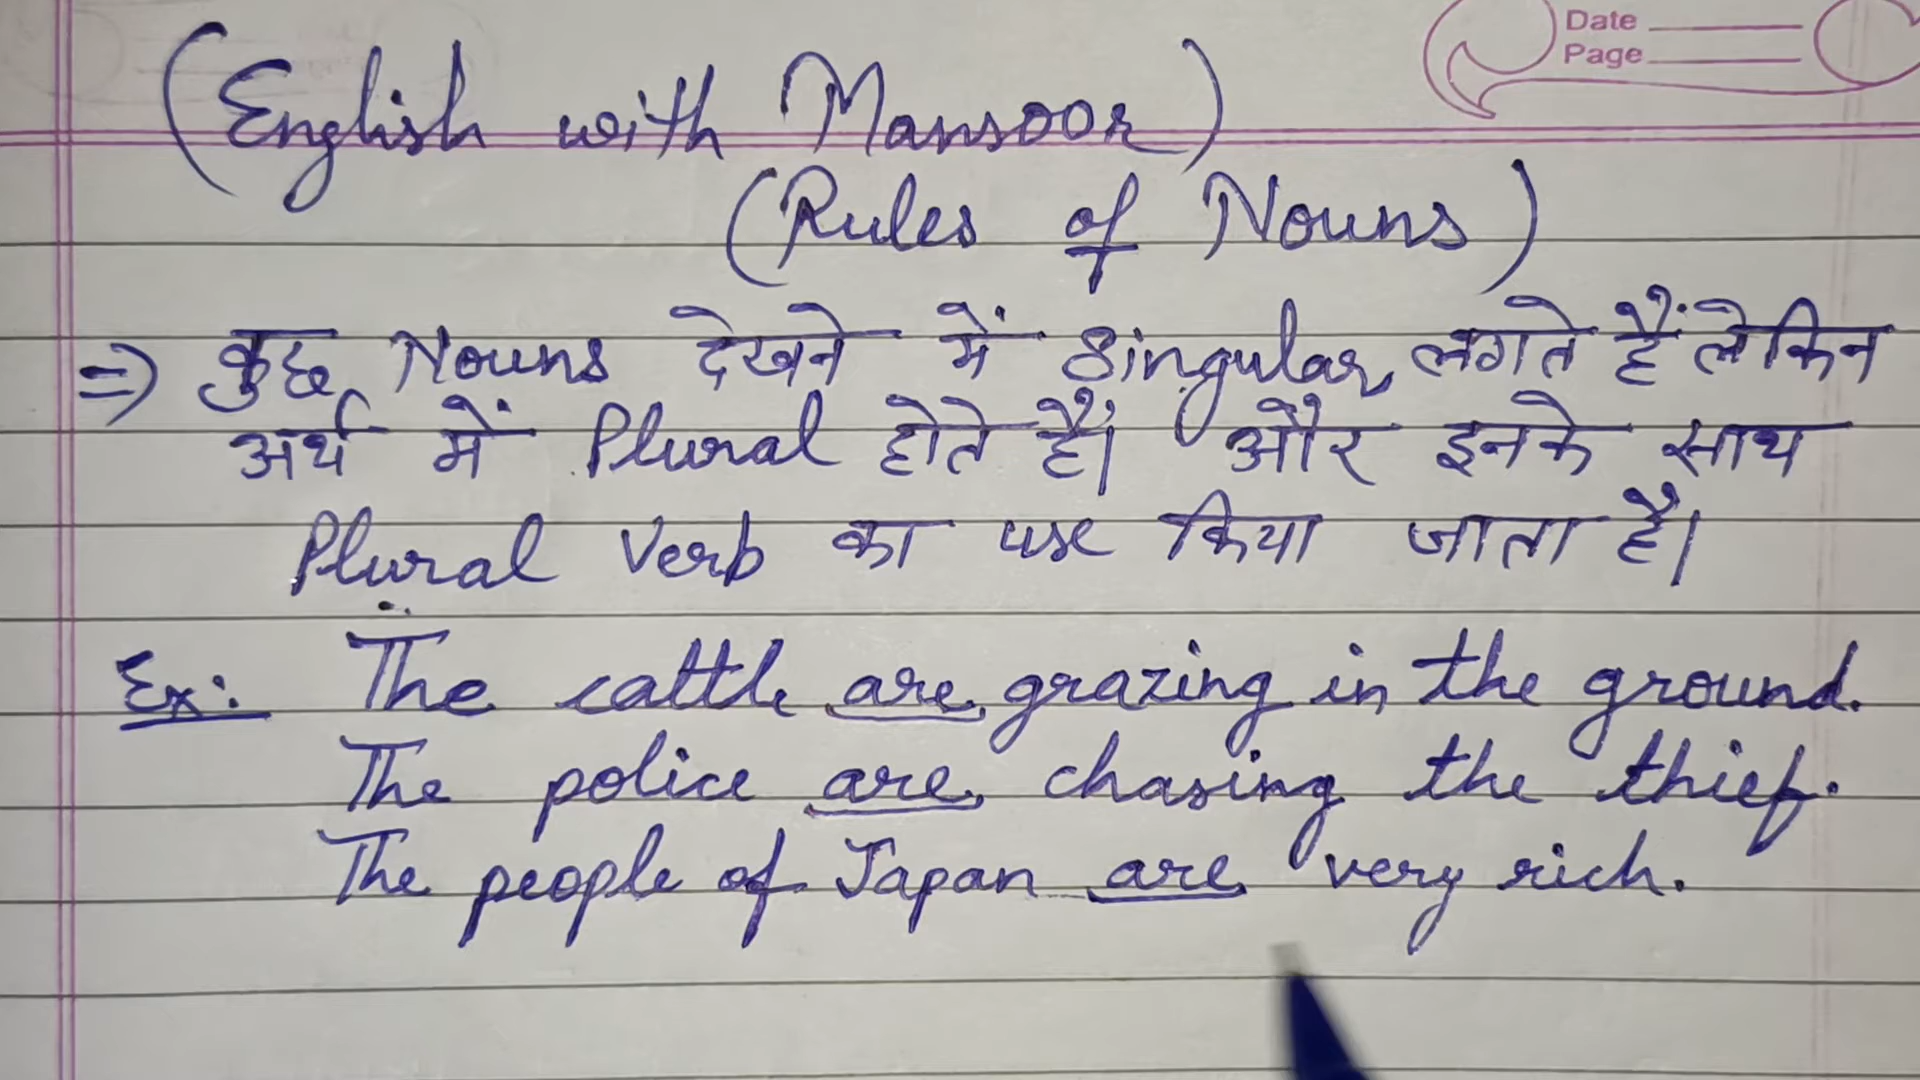 Date
Page
(English with Mansoor)
(Rules of Nouns)
⇒ कुछ Nouns देखने में Singular लगते हैं लेकिन
अर्थ में Plural होते हैं। और इनके साथ
Plural Verb का use किया जाता है।
Ex: The cattle are grazing in the ground.
The police are chasing the thief.
The people of Japan are very rich.